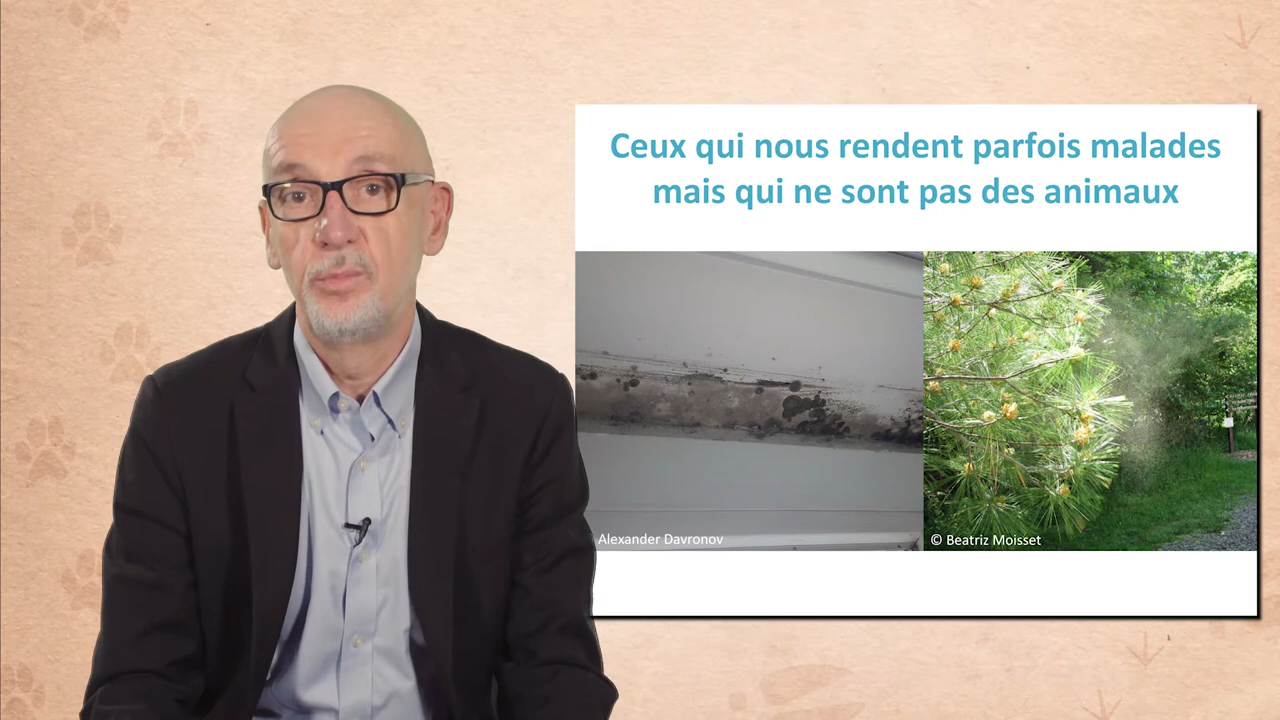 Ceux qui nous rendent parfois malades
mais qui ne sont pas des animaux
Alexander Davronov
© Beatriz Moisset